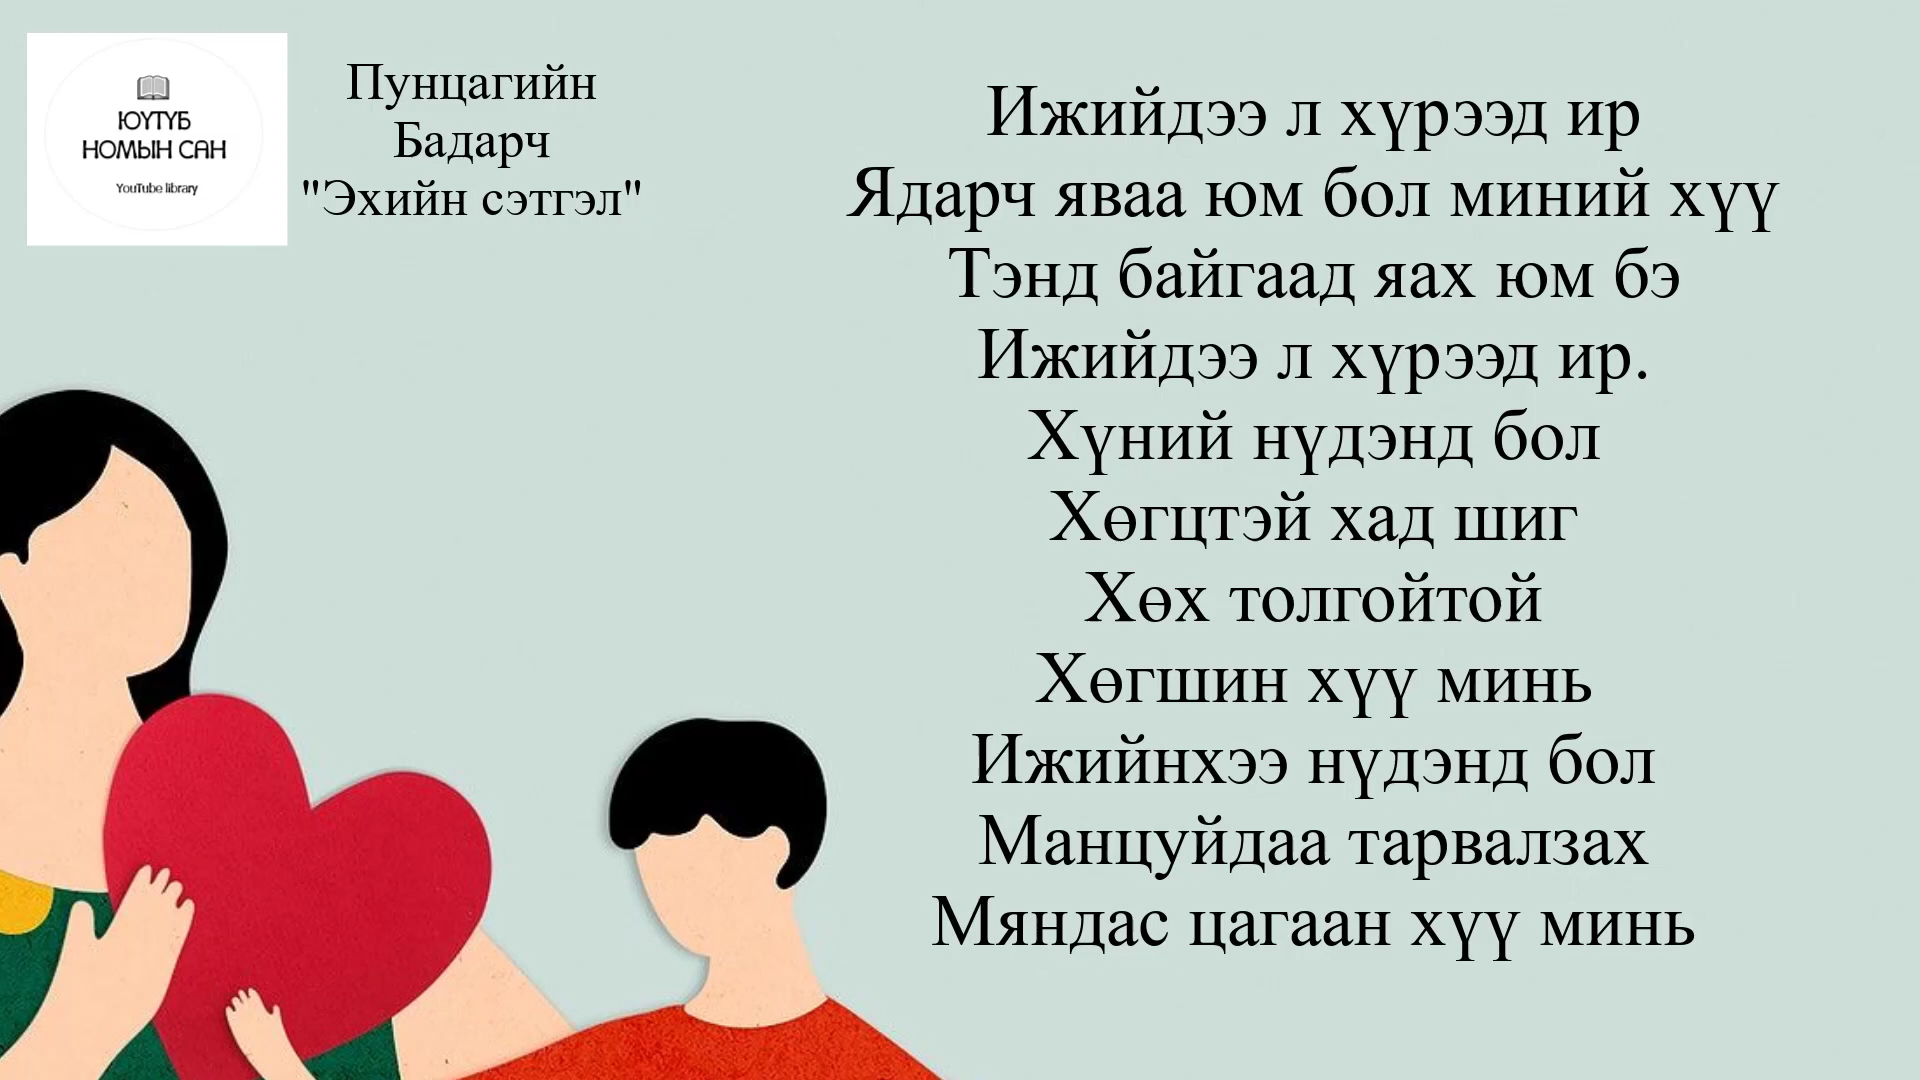 ЮҮТҮБ
НОМЫН САН
YouTube library
Пунцагийн
Бадарч
"Эхийн сэтгэл"
Ижийдээ л хүрээд ир
Ядарч яваа юм бол миний хүү
Тэнд байгаад яах юм бэ
Ижийдээ л хүрээд ир.
Хүний нүдэнд бол
Хөгцтэй хад шиг
Хөх толгойтой
Хөгшин хүү минь
Ижийнхээ нүдэнд бол
Манцуйдаа тарвалзах
Мяндас цагаан хүү минь